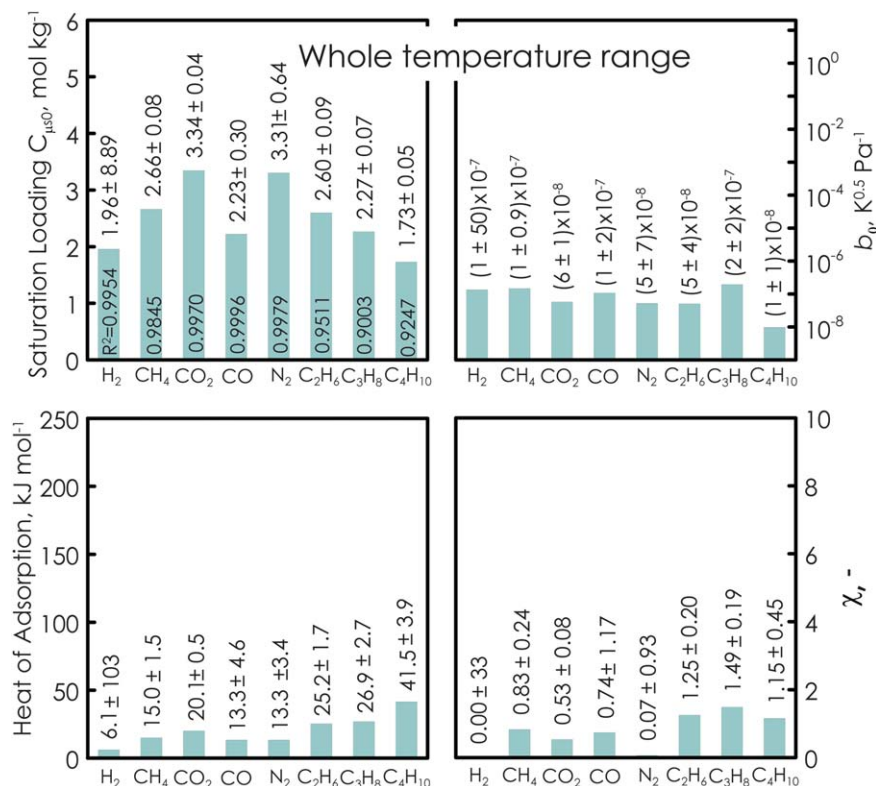 Whole temperature range
Saturation Loading Cμs0, mol kg-1
6
5
4
3
2
1
0
1.96± 8.89
2.66± 0.08
3.34± 0.04
2.23± 0.30
3.31± 0.64
2.60± 0.09
2.27± 0.07
1.73± 0.05
R2=0.9954
0.9845
0.9970
0.9996
0.9979
0.9511
0.9003
0.9247
H2 CH4 CO2 CO N2 C2H6 C3H8 C4H10
(1 ± 50)x10-7
(1 ± 0.9)x10-7
(6 ± 1)x10-8
(1 ± 2)x10-7
(5 ± 7)x10-8
(5 ± 4)x10-8
(2 ± 2)x10-7
(1 ± 1)x10-8
100
10-2
10-4
10-6
10-8
b0, K0.5 Pa-1
H2 CH4 CO2 CO N2 C2H6 C3H8 C4H10
Heat of Adsorption, kJ mol-1
250
200
150
100
50
0
6.1± 103
15.0 ± 1.5
20.1± 0.5
13.3± 4.6
13.3 ±3.4
25.2± 1.7
26.9 ± 2.7
41.5± 3.9
H2 CH4 CO2 CO N2 C2H6 C3H8 C4H10
0.00 ± 33
0.83 ± 0.24
0.53 ± 0.08
0.74± 1.17
0.07 ± 0.93
1.25 ± 0.20
1.49 ± 0.19
1.15± 0.45
10
8
6
4
2
0
χ, -
H2 CH4 CO2 CO N2 C2H6 C3H8 C4H10